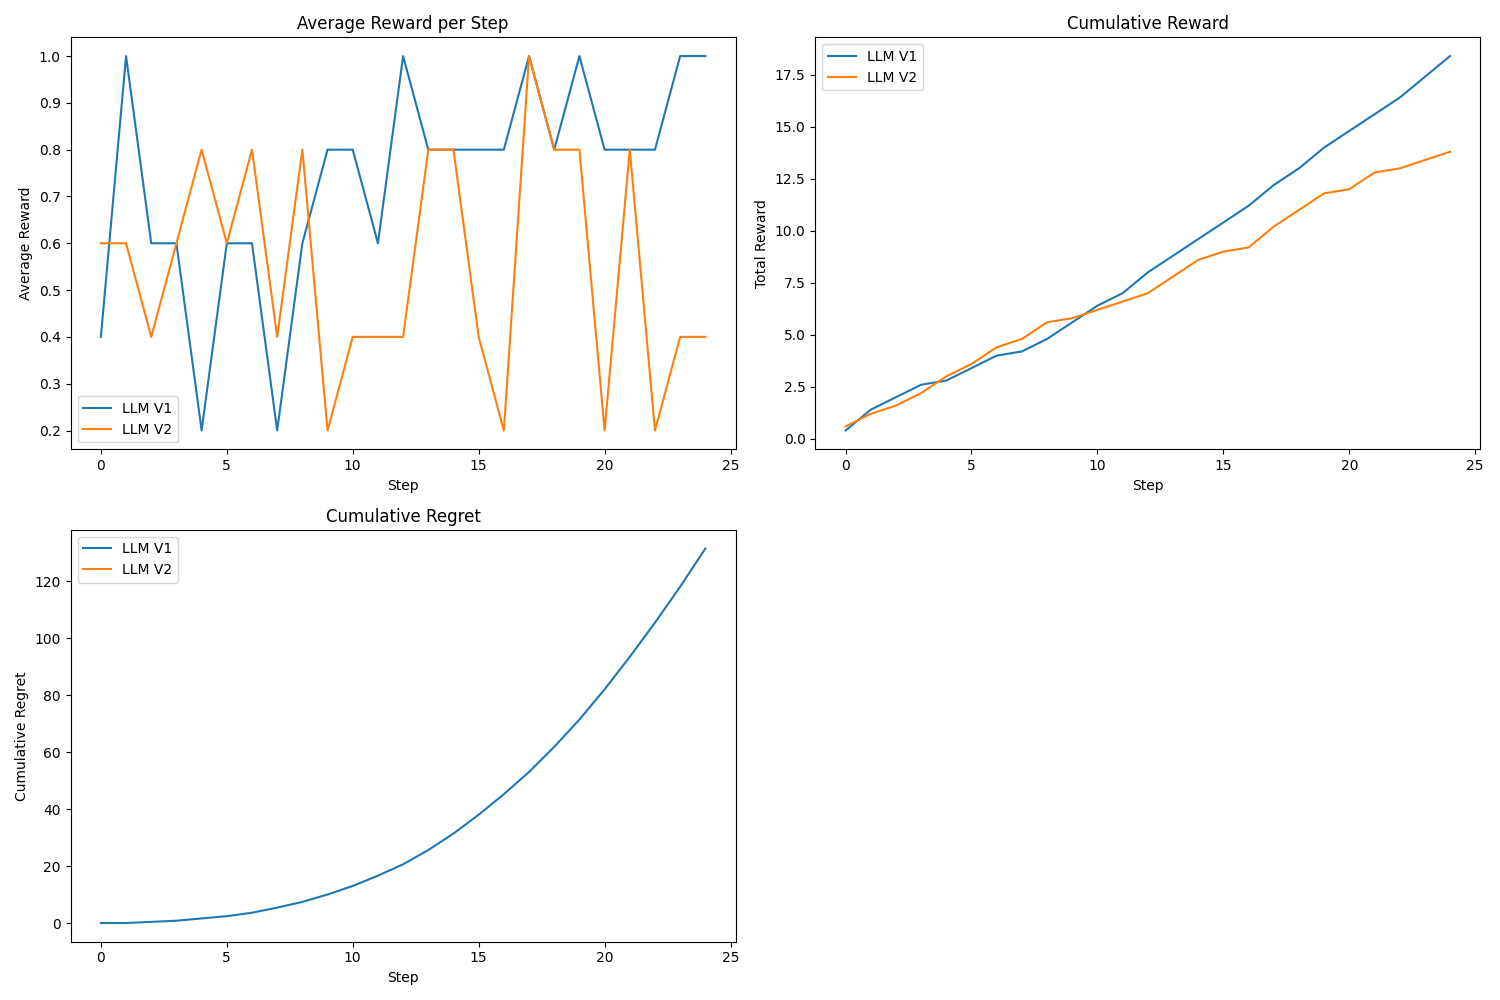 Average Reward per Step
Average Reward
1.0
0.9
0.8
0.7
0.6
0.5
0.4
0.3
0.2
LLM V1
LLM V2
0 5 10 15 20 25
Step
Cumulative Reward
Total Reward
LLM V1
LLM V2
17.5
15.0
12.5
10.0
7.5
5.0
2.5
0.0
0 5 10 15 20 25
Step
Cumulative Regret
Cumulative Regret
LLM V1
LLM V2
120
100
80
60
40
20
0
0 5 10 15 20 25
Step